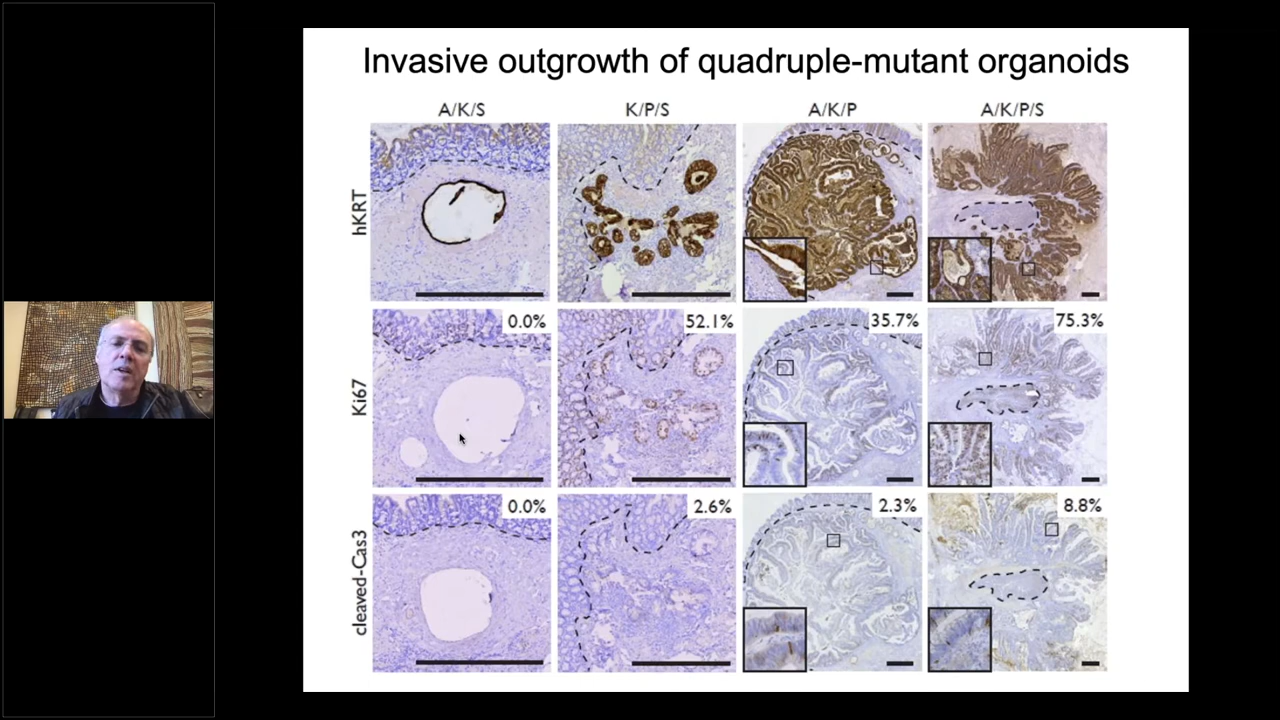 Invasive outgrowth of quadruple-mutant organoids
A/K/S K/P/S A/K/P A/K/P/S
hKRT
Ki67 0.0% 52.1% 35.7% 75.3%
cleaved-Cas3 0.0% 2.6% 2.3% 8.8%